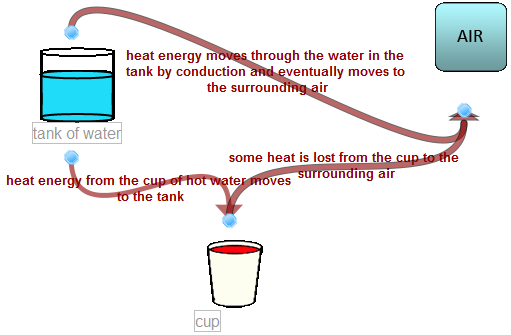 AIR
heat energy moves through the water in the
tank by conduction and eventually moves to
the surrounding air
tank of water
some heat is lost from the cup to the
surrounding air
heat energy from the cup of hot water moves
to the tank
cup